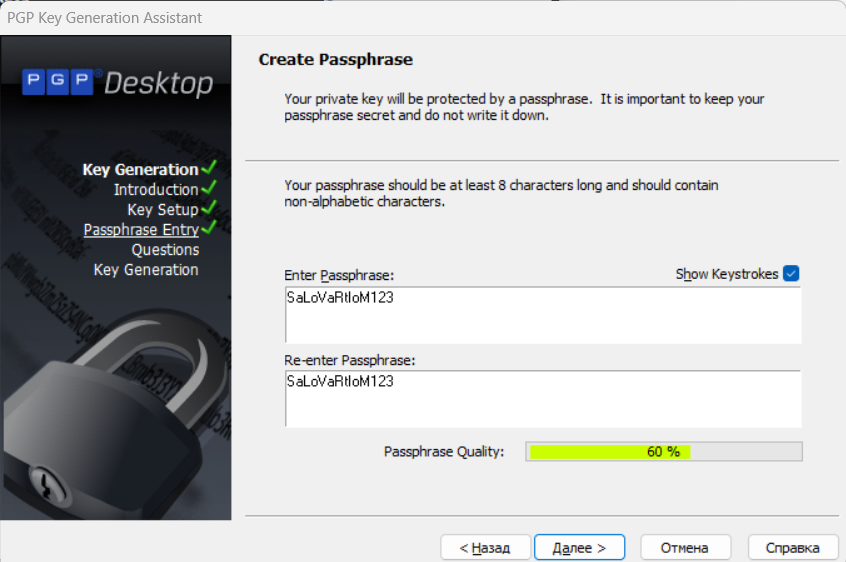 PGP Key Generation Assistant
PGP® Desktop
Key Generation
Introduction
Key Setup
Passphrase Entry
Questions
Key Generation
Create Passphrase
Your private key will be protected by a passphrase. It is important to keep your
passphrase secret and do not write it down.
Your passphrase should be at least 8 characters long and should contain
non-alphabetic characters.
Enter Passphrase:
Show Keystrokes
SaLoVaRtIoM123
Re-enter Passphrase:
SaLoVaRtIoM123
Passphrase Quality:
60 %
< Назад
Далее >
Отмена
Справка